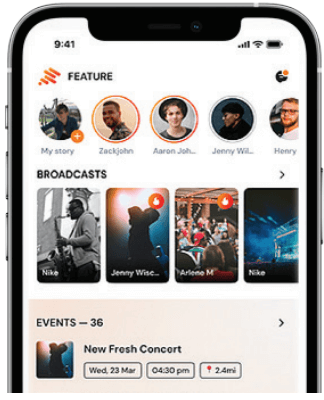 9:41
FEATURE
My story
Zackjohn
Aaron Joh...
Jenny Wil...
Henry
BROADCASTS
Nike
Jenny Wisc...
Arlene M
Nike
EVENTS — 36
New Fresh Concert
Wed, 23 Mar
04:30 pm
2.4mi